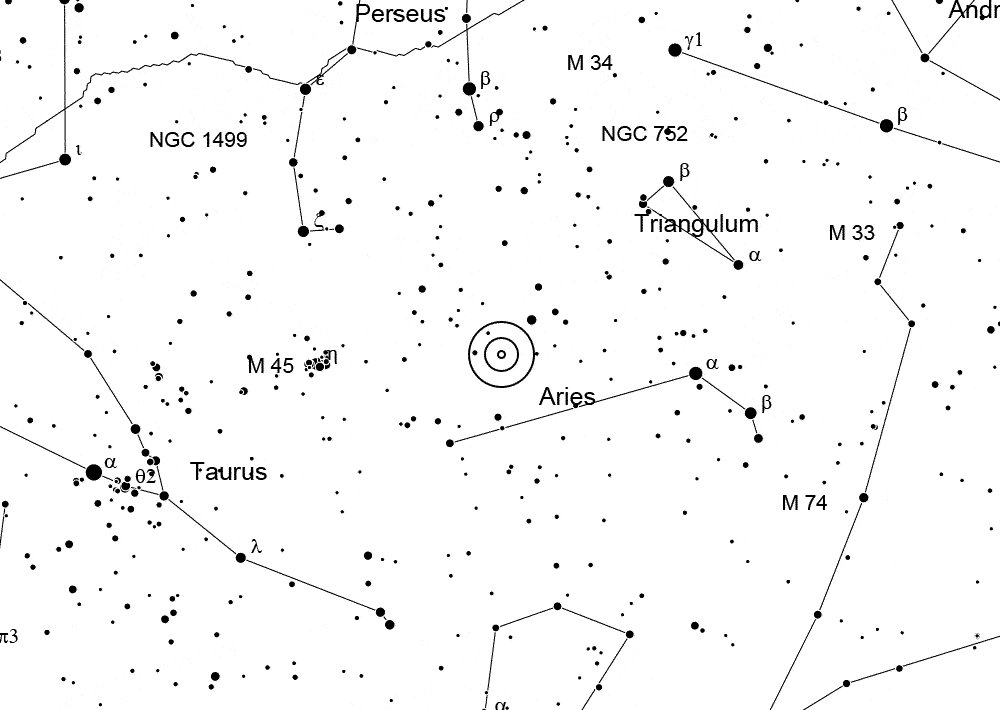 Perseus
Andr
γ1
M 34
ε
β
ρ
β
NGC 1499
NGC 752
ι
β
ζ
Triangulum
M 33
α
M 45
η
α
Aries
β
α
θ2
Taurus
M 74
λ
π3
α